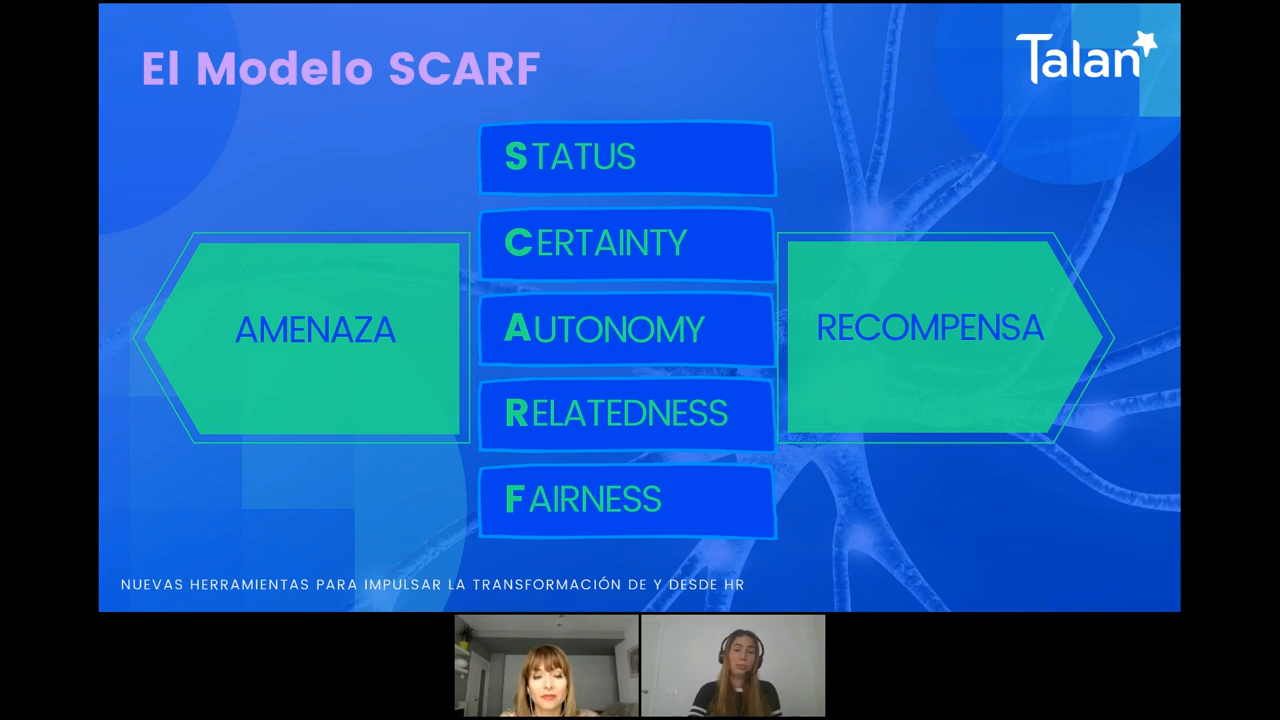 El Modelo SCARF
Talan
STATUS
CERTAINTY
AMENAZA
AUTONOMY
RECOMPENSA
RELATEDNESS
FAIRNESS
NUEVAS HERRAMIENTAS PARA IMPULSAR LA TRANSFORMACIÓN DE Y DESDE HR